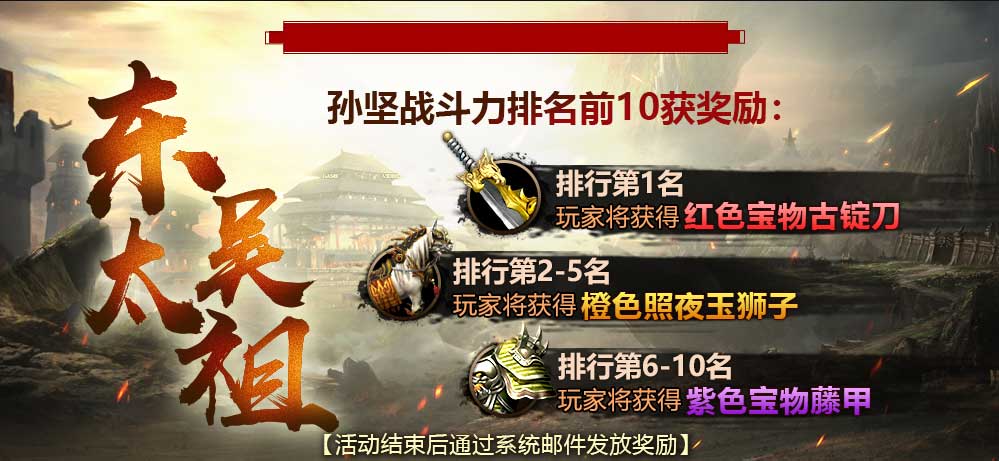 东吴太祖
孙坚战斗力排名前10获奖励：
排行第1名
玩家将获得 红色宝物古锭刀
排行第2-5名
玩家将获得 橙色照夜玉狮子
排行第6-10名
玩家将获得 紫色宝物藤甲
【活动结束后通过系统邮件发放奖励】